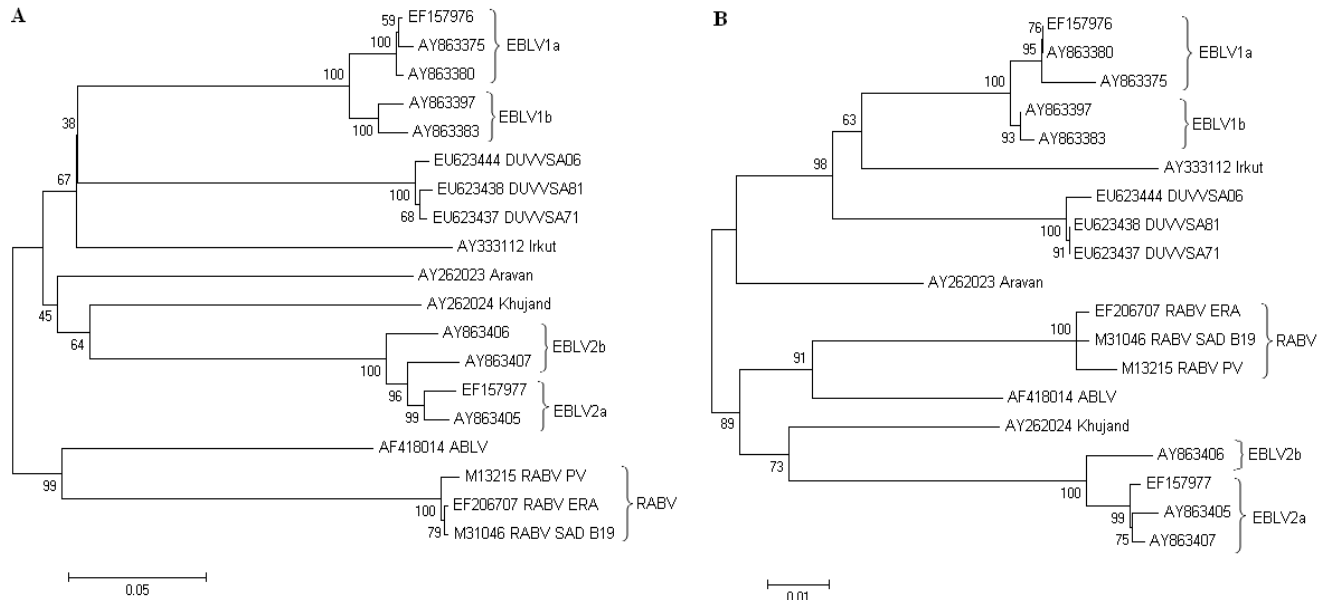 A
59
EF157976
100
AY863375
EBLV1a
AY863380
100
AY863397
EBLV1b
100
AY863383
38
EU623444 DUVVSA06
67
100
EU623438 DUVVSA81
68
EU623437 DUVVSA71
AY333112 Irkut
AY262023 Aravan
45
AY262024 Khujand
64
AY863406
EBLV2b
100
AY863407
96
EF157977
EBLV2a
99
AY863405
AF418014 ABLV
99
M13215 RABV PV
100
EF206707 RABV ERA
RABV
79
M31046 RABV SAD B19
0.05
B
76
EF157976
95
AY863380
EBLV1a
100
AY863375
AY863397
EBLV1b
93
AY863383
63
AY333112 Irkut
98
EU623444 DUVVSA06
100
EU623438 DUVVSA81
91
EU623437 DUVVSA71
AY262023 Aravan
EF206707 RABV ERA
100
M31046 RABV SAD B19
RABV
91
M13215 RABV PV
AF418014 ABLV
89
AY262024 Khujand
73
AY863406
EBLV2b
100
EF157977
99
AY863405
EBLV2a
75
AY863407
0.01